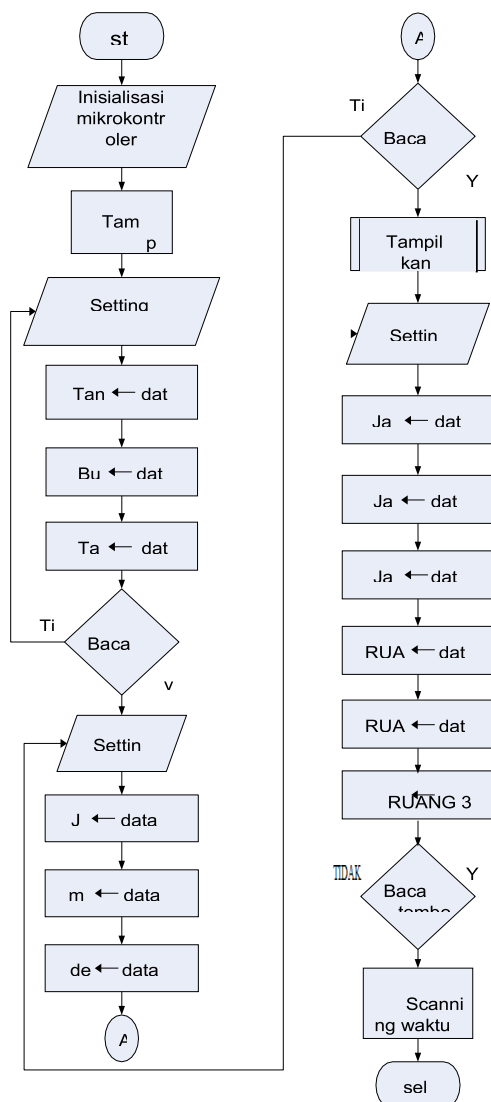 st
Inisialisasi
mikrokontr
oler
Tam
p
Setting
Tan ← dat
Bu ← dat
Ta ← dat
Ti
Baca
Y
Settin
J ← data
m ← data
de ← data
A
A
Ti
Baca
Y
Tampil
kan
Settin
Ja ← dat
Ja ← dat
Ja ← dat
RUA ← dat
RUA ← dat
← RUANG 3
TIDAK
Y
Baca
tombo
Scanni
ng waktu
sel